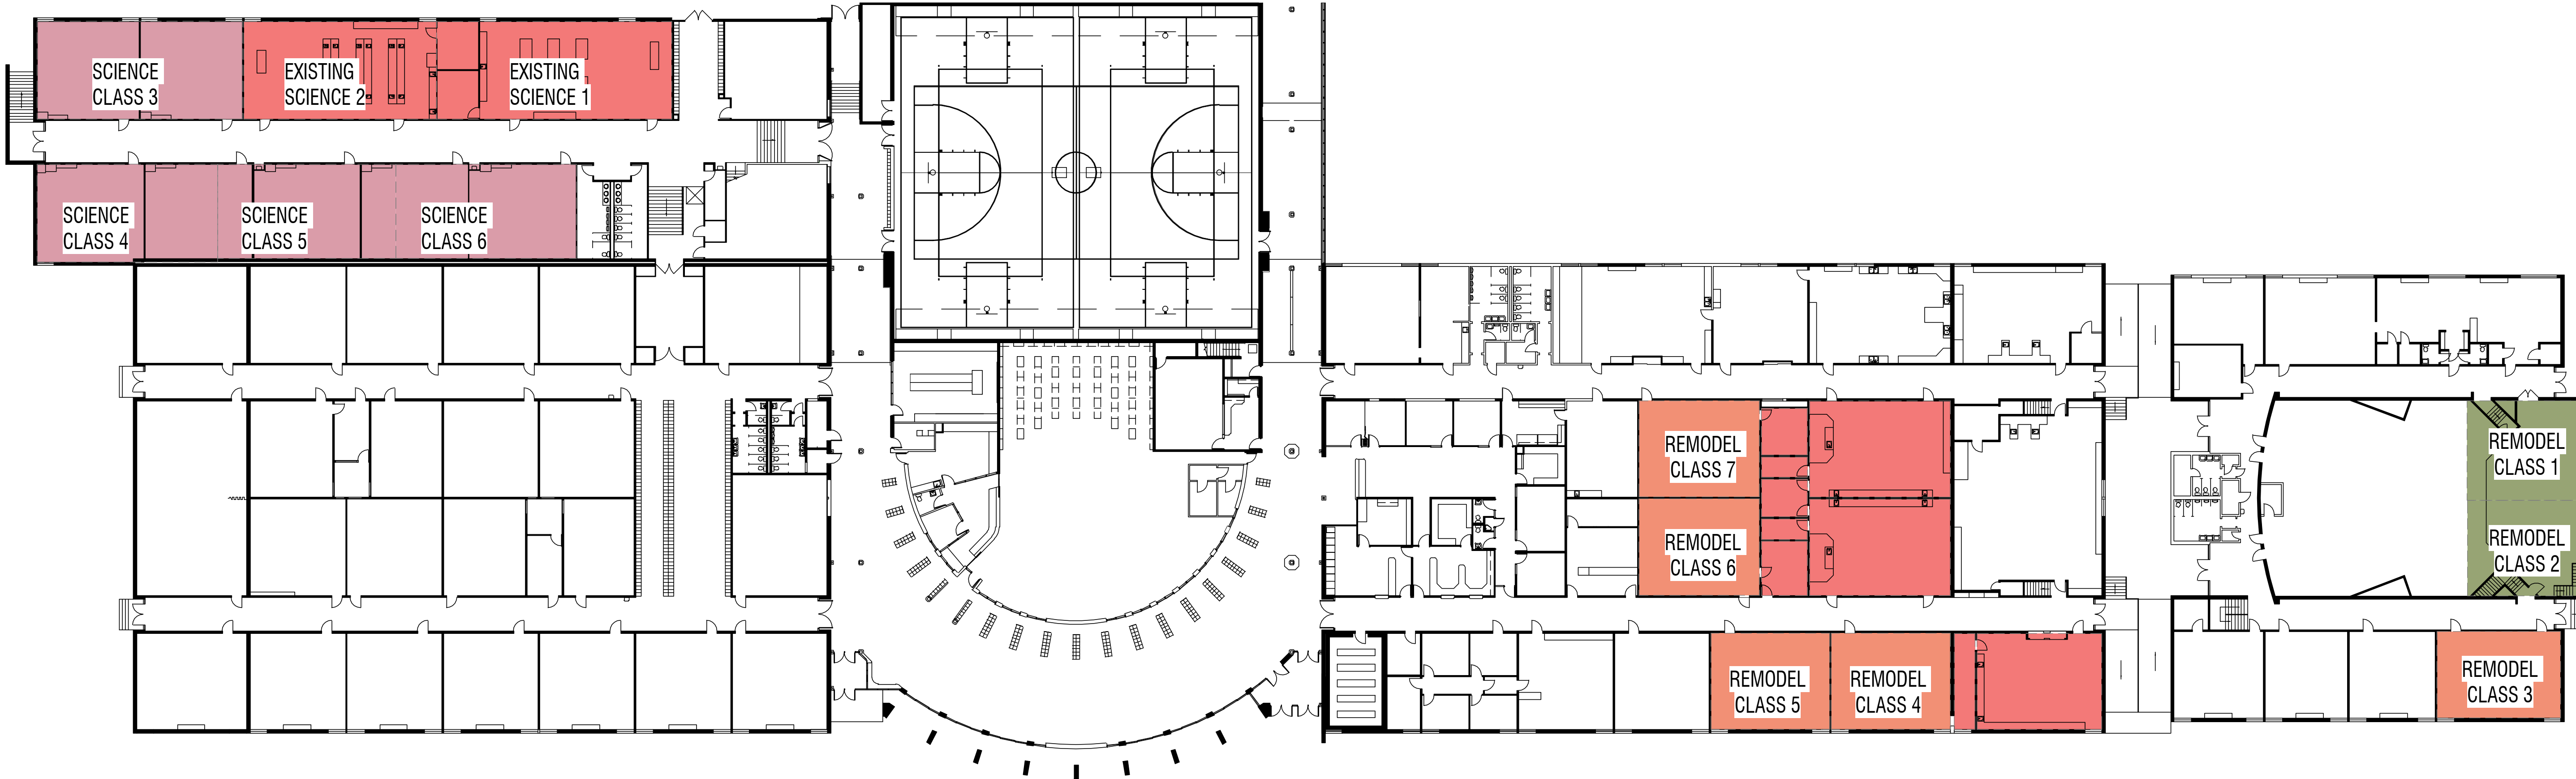 SCIENCE
CLASS 3
EXISTING
SCIENCE 2
EXISTING
SCIENCE 1
SCIENCE
CLASS 4
SCIENCE
CLASS 5
SCIENCE
CLASS 6
REMODEL
CLASS 7
REMODEL
CLASS 6
REMODEL
CLASS 1
REMODEL
CLASS 2
REMODEL
CLASS 5
REMODEL
CLASS 4
REMODEL
CLASS 3